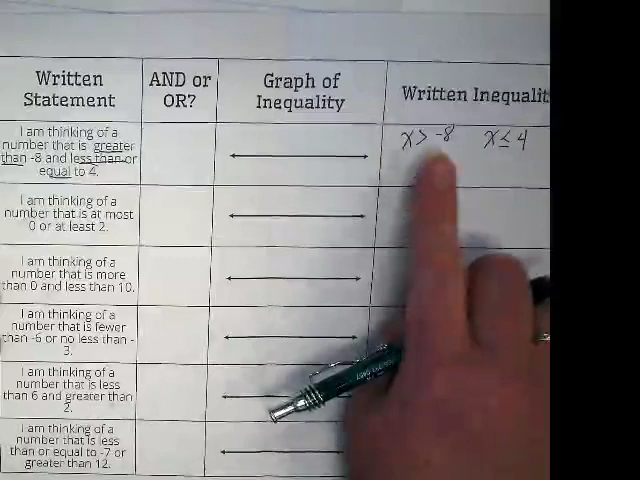 Written
Statement
AND or
OR?
Graph of
Inequality
Written Inequalit
I am thinking of a
number that is greater
than -8 and less than or
equal to 4.
x > -8 x ≤ 4
I am thinking of a
number that is at most
0 or at least 2.
I am thinking of a
number that is more
than 0 and less than 10.
I am thinking of a
number that is fewer
than -6 or no less than -
3.
I am thinking of a
number that is less
than 6 and greater than
2.
I am thinking of a
number that is less
than or equal to -7 or
greater than 12.